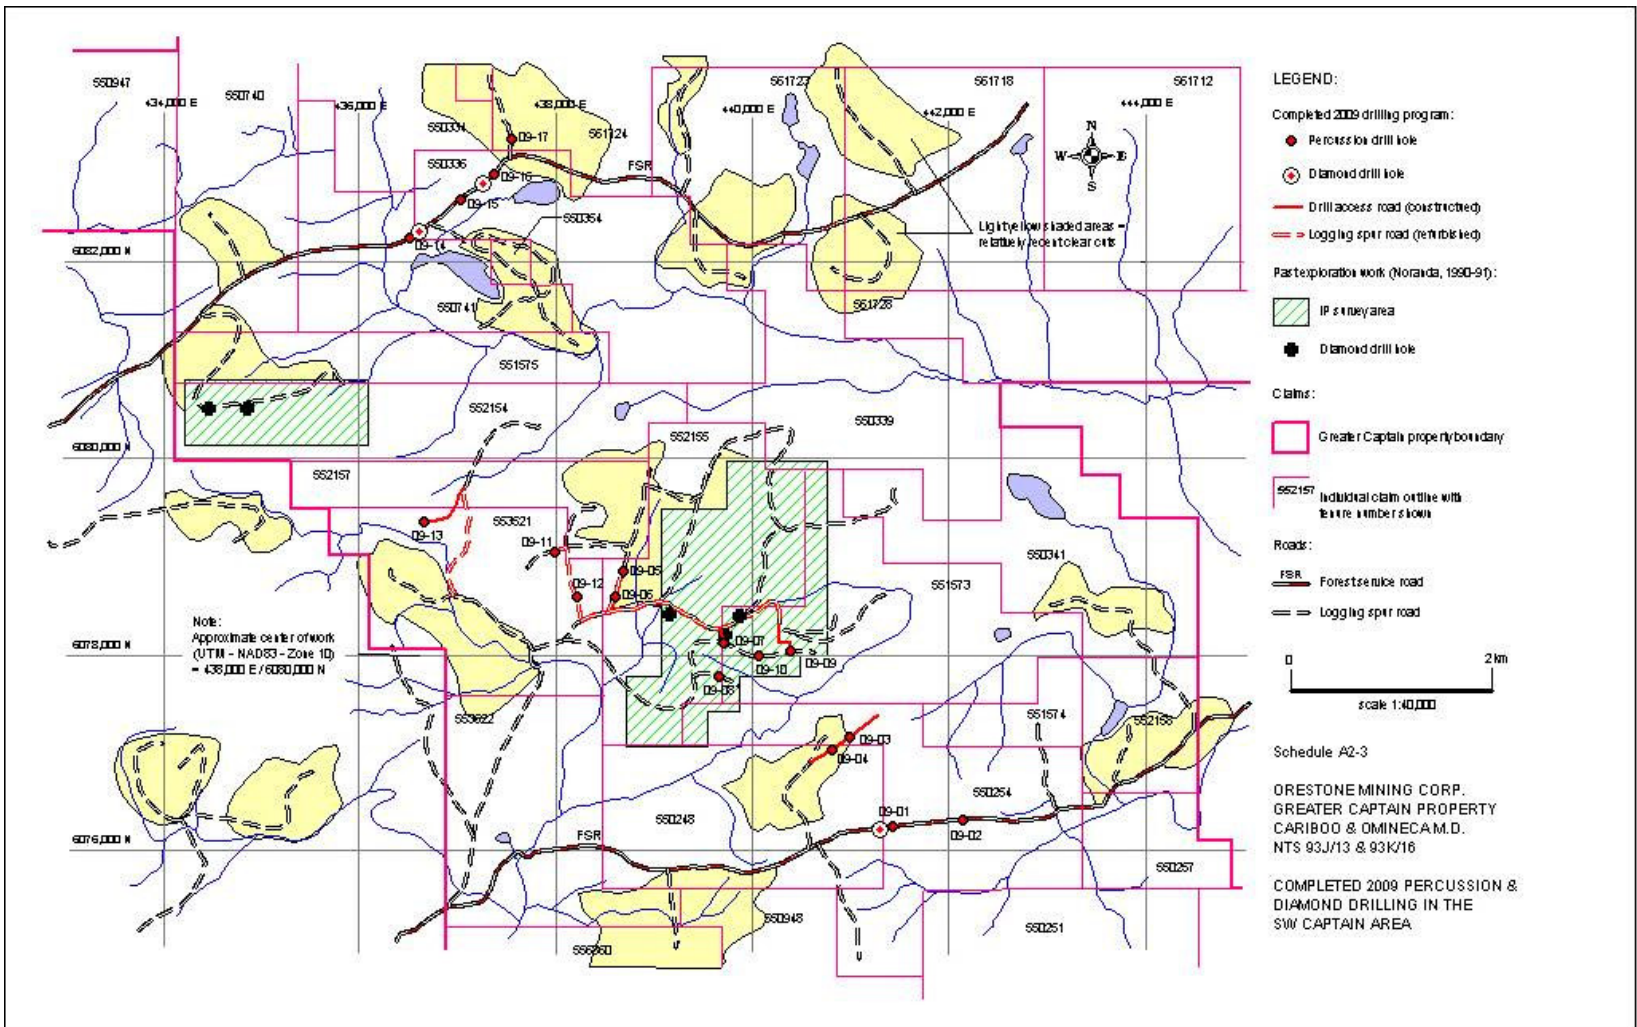 550947
550740
434,000 E
436,000 E
438,000 E
550334
561724
09-17
550336
FSR
09-16
09-15
550354
09-14
6082,000 N
550741
561723
561718
561712
440,000 E
442,000 E
444,000 E
N
W E
S
Light yellow shaded areas =
relatively recent clear cuts
561728
551575
552154
550339
6080,000 N
552155
552157
553621
09-13
09-11
09-12
09-05
09-06
550341
551573
Note:
Approximate center of work
(UTM - NAD83 - Zone 10)
= 438,000 E / 6080,000 N
6078,000 N
09-07
09-09
09-10
09-08
553622
551574
552158
09-03
09-04
550254
09-01
09-02
550248
FSR
6076,000 N
550257
550948
550251
556360
LEGEND:
Completed 2009 drilling program:
Percussion drill hole
Diamond drill hole
Drill access road (constructed)
Logging spur road (refurbished)
Past exploration work (Noranda, 1990-91):
IP survey area
Diamond drill hole
Claims:
Greater Captain property boundary
552157
Individual claim outline with
tenure number shown
Roads:
FSR
Forest service road
Logging spur road
0 2 km
scale 1:40,000
Schedule A2-3
ORESTONE MINING CORP.
GREATER CAPTAIN PROPERTY
CARIBOO & OMINECA M.D.
NTS 93J/13 & 93K/16
COMPLETED 2009 PERCUSSION &
DIAMOND DRILLING IN THE
SW CAPTAIN AREA